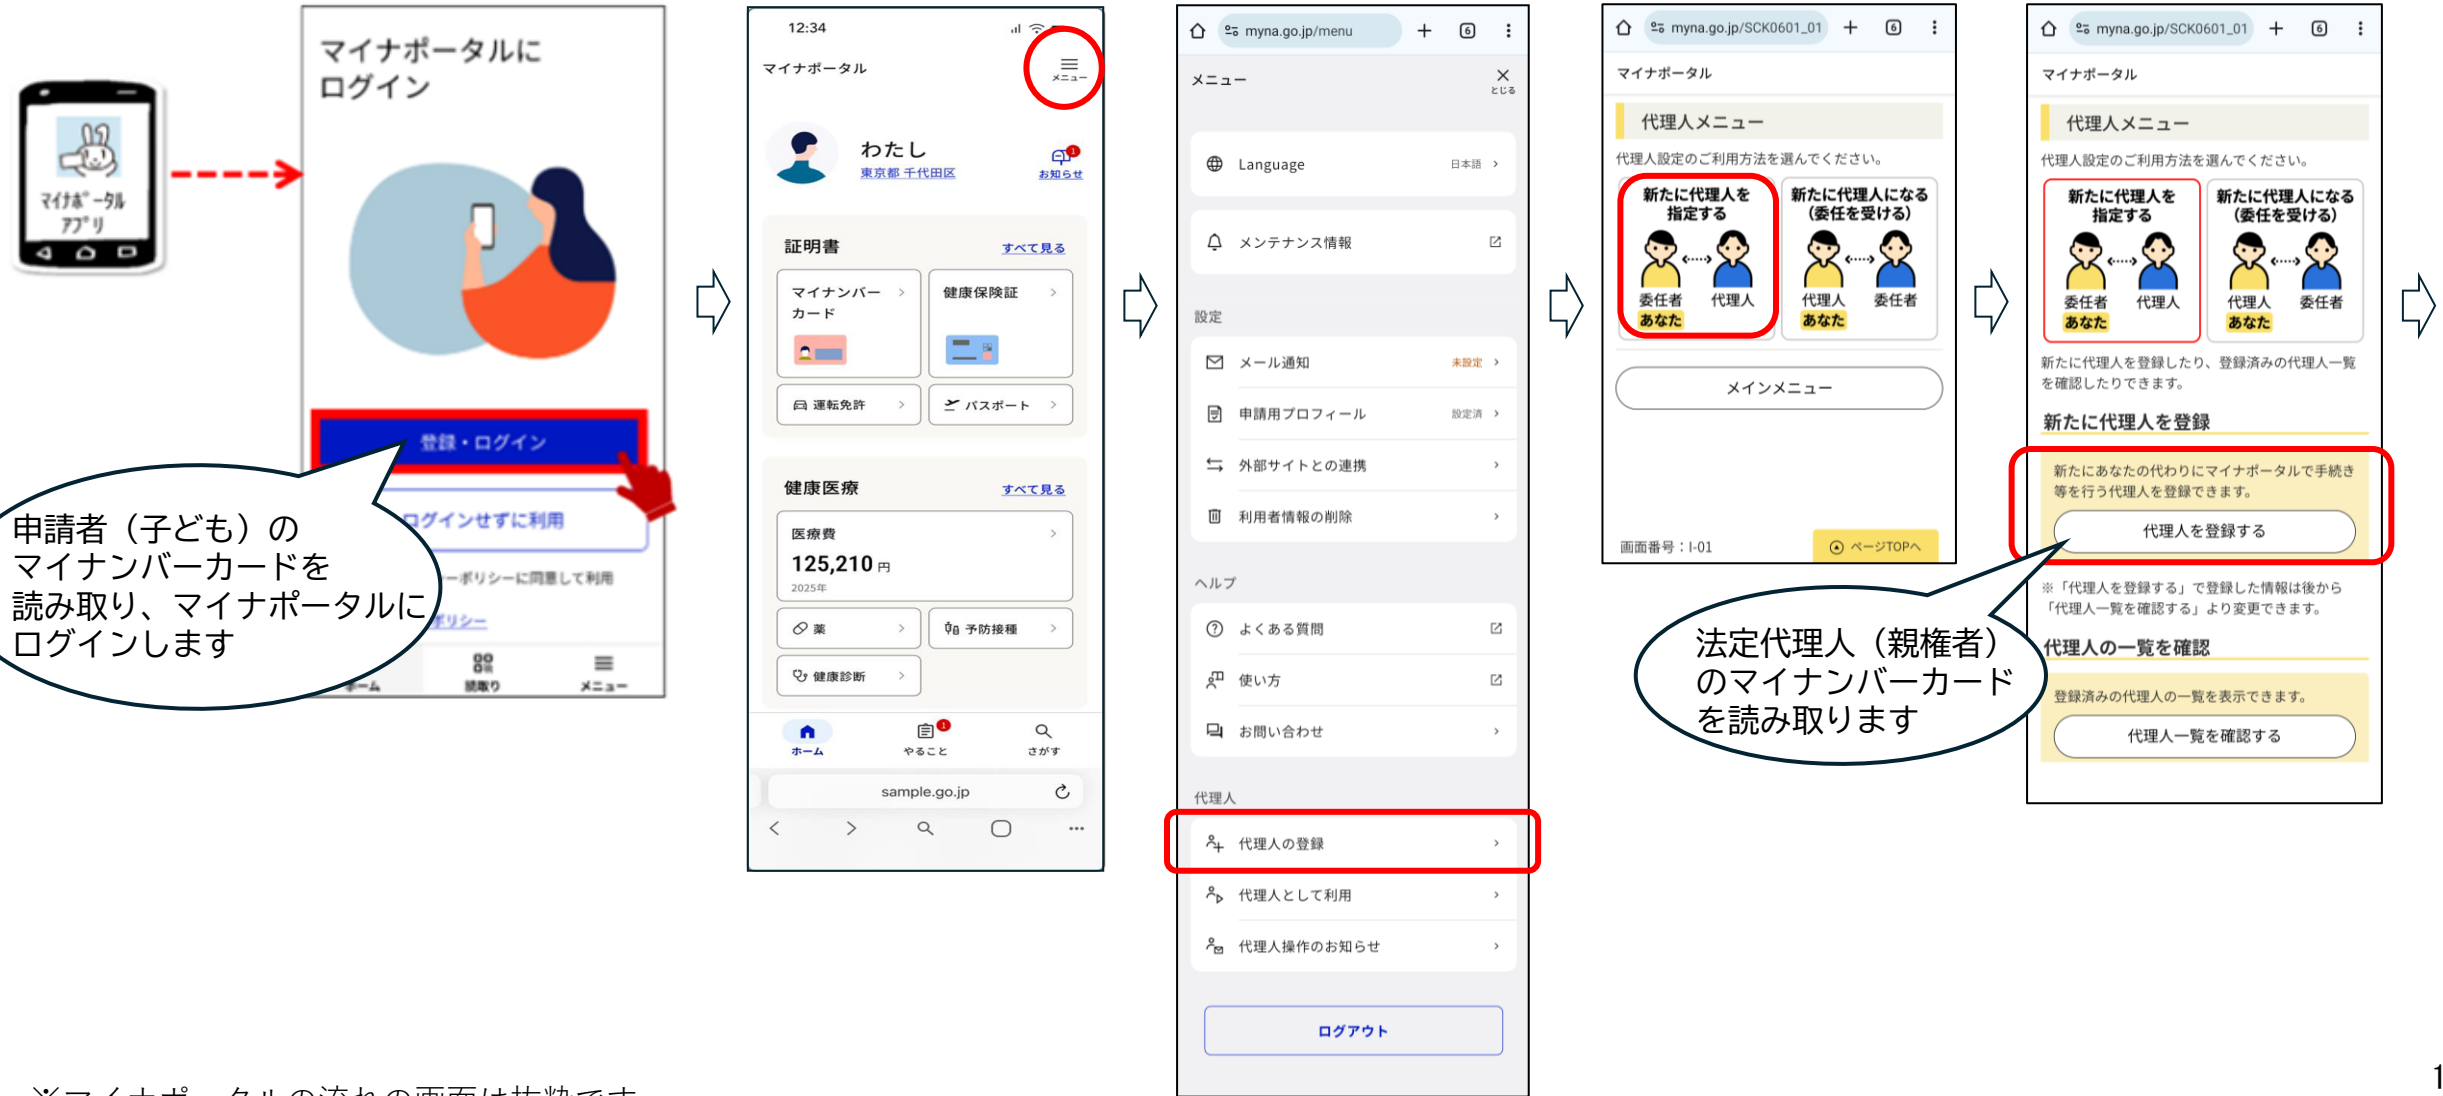 マイナポータル
アプリ
マイナポータルに
ログイン
登録・ログイン
グインせずに利用
ーポリシーに同意して利用
ポリシー
ホーム
読取り
メニュー
申請者（子ども）の
マイナンバーカードを
読み取り、マイナポータルに
ログインします
12:34
マイナポータル
メニュー
わたし
東京都 千代田区
1
お知らせ
証明書
すべて見る
マイナンバー
カード
健康保険証
運転免許
パスポート
健康医療
すべて見る
医療費
125,210 円
2025年
薬
予防接種
健康診断
ホーム
1
やること
さがす
sample.go.jp
myna.go.jp/menu
6
メニュー
とじる
Language
日本語
メンテナンス情報
設定
メール通知
未設定
申請用プロフィール
設定済
外部サイトとの連携
利用者情報の削除
ヘルプ
よくある質問
使い方
お問い合わせ
代理人
代理人の登録
代理人として利用
代理人操作のお知らせ
ログアウト
myna.go.jp/SCK0601_01
6
マイナポータル
代理人メニュー
代理人設定のご利用方法を選んでください。
新たに代理人を
指定する
委任者
代理人
あなた
新たに代理人になる
（委任を受ける）
代理人
委任者
あなた
メインメニュー
画面番号：I-01
ページTOPへ
myna.go.jp/SCK0601_01
6
マイナポータル
代理人メニュー
代理人設定のご利用方法を選んでください。
新たに代理人を
指定する
委任者
代理人
あなた
新たに代理人になる
（委任を受ける）
代理人
委任者
あなた
新たに代理人を登録したり、登録済みの代理人一覧
を確認したりできます。
新たに代理人を登録
新たにあなたの代わりにマイナポータルで手続き
等を行う代理人を登録できます。
代理人を登録する
※「代理人を登録する」で登録した情報は後から
「代理人一覧を確認する」より変更できます。
代理人の一覧を確認
登録済みの代理人の一覧を表示できます。
代理人一覧を確認する
法定代理人（親権者）
のマイナンバーカード
を読み取ります
※マイナポータルの流れの画面は抜粋です
1